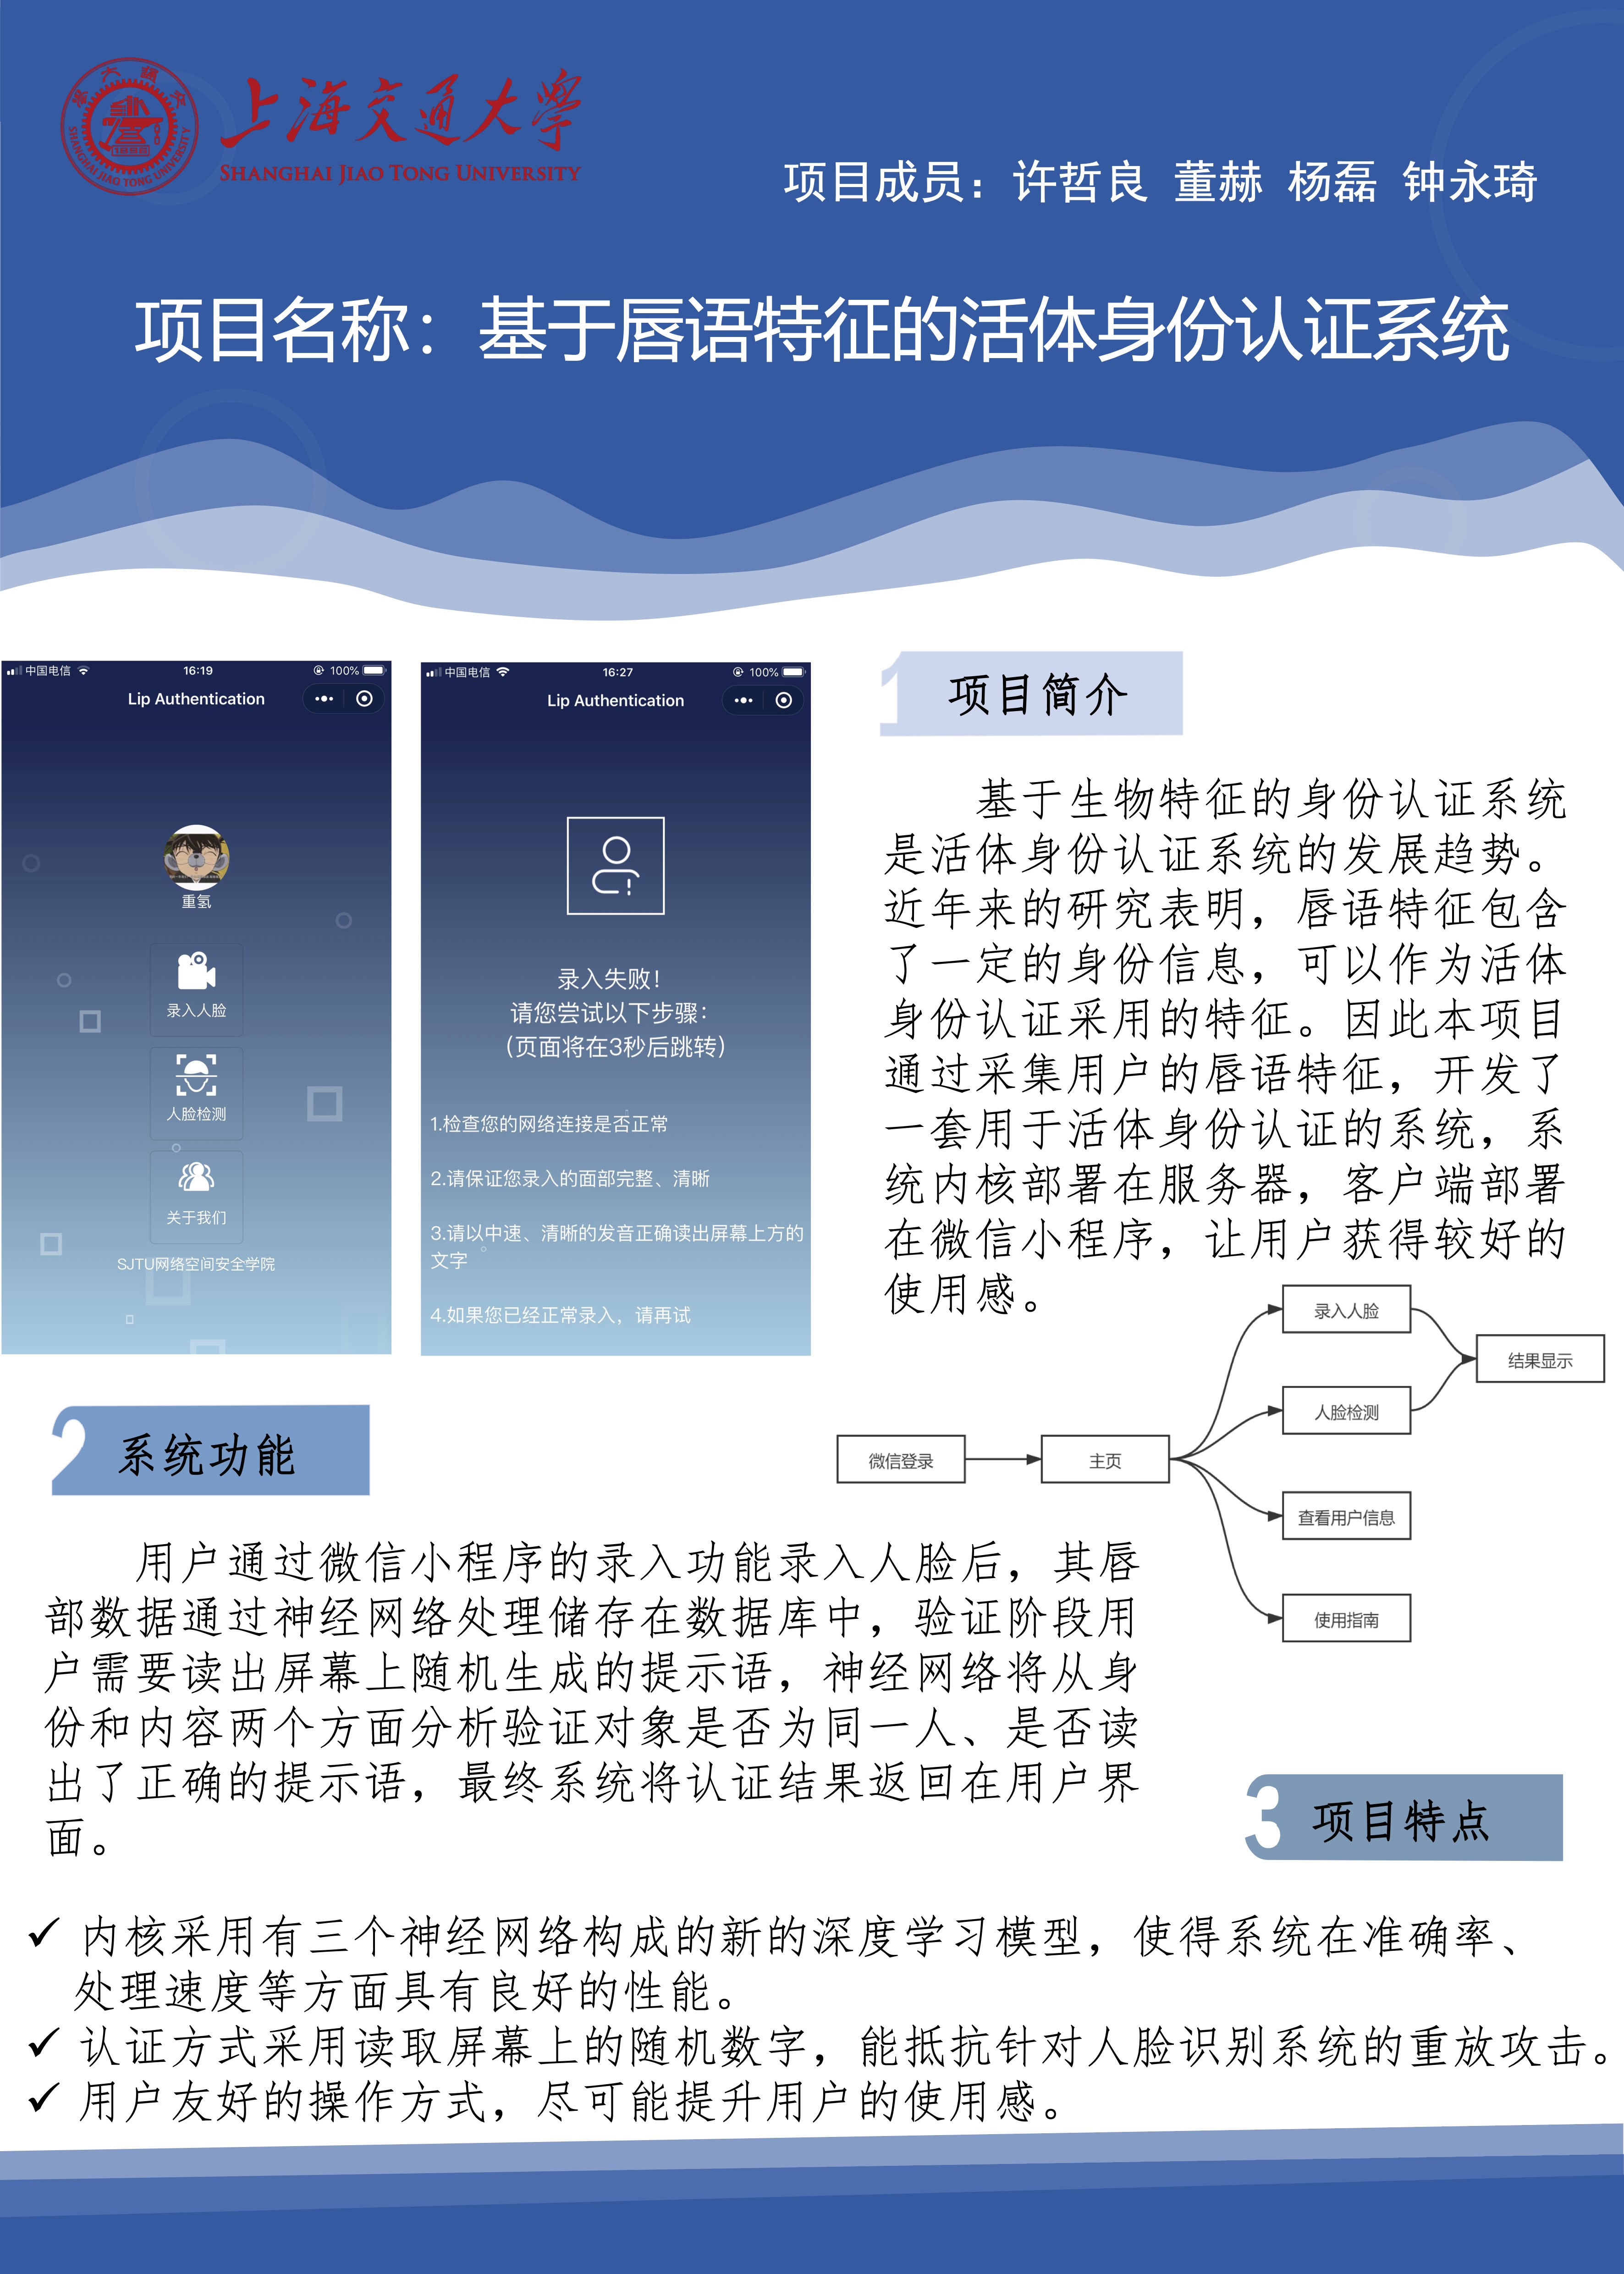 上海交通大学
SHANGHAI JIAO TONG UNIVERSITY
SHANGHAI JIAO TONG UNIVERSITY
项目成员：许哲良 董赫 杨磊 钟永琦
项目名称：基于唇语特征的活体身份认证系统
中国电信 16:19 100%
Lip Authentication
重氢
录入人脸
人脸检测
关于我们
SJTU网络空间安全学院
中国电信 16:27 100%
Lip Authentication
录入失败！
请您尝试以下步骤：
（页面将在3秒后跳转）
1.检查您的网络连接是否正常
2.请保证您录入的面部完整、清晰
3.请以中速、清晰的发音正确读出屏幕上方的
文字
4.如果您已经正常录入，请再试
1 项目简介
基于生物特征的身份认证系统
是活体身份认证系统的发展趋势。
近年来的研究表明，唇语特征包含
了一定的身份信息，可以作为活体
身份认证采用的特征。因此本项目
通过采集用户的唇语特征，开发了
一套用于活体身份认证的系统，系
统内核部署在服务器，客户端部署
在微信小程序，让用户获得较好的
使用感。
微信登录
主页
录入人脸
人脸检测
查看用户信息
使用指南
结果显示
2 系统功能
用户通过微信小程序的录入功能录入人脸后，其唇
部数据通过神经网络处理储存在数据库中，验证阶段用
户需要读出屏幕上随机生成的提示语，神经网络将从身
份和内容两个方面分析验证对象是否为同一人、是否读
出了正确的提示语，最终系统将认证结果返回在用户界
面。
3 项目特点
✓ 内核采用有三个神经网络构成的新的深度学习模型，使得系统在准确率、
处理速度等方面具有良好的性能。
✓ 认证方式采用读取屏幕上的随机数字，能抵抗针对人脸识别系统的重放攻击。
✓ 用户友好的操作方式，尽可能提升用户的使用感。